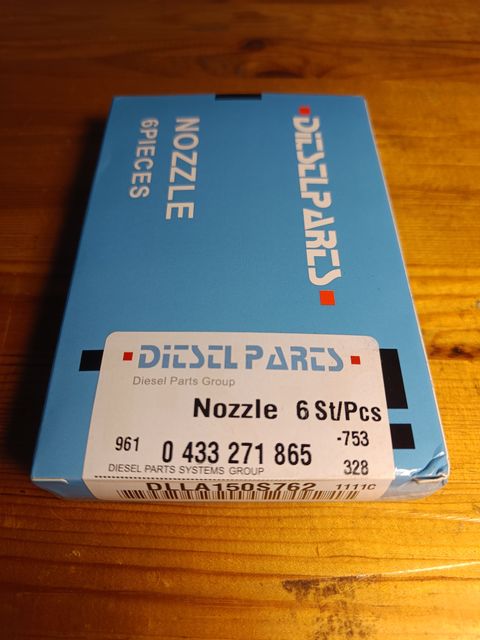 DIESEL PARTS
NOZZLE
6PIECES
DIESEL PARTS
Diesel Parts Group
Nozzle 6 St/Pcs
961 0 433 271 865 -753
328
DIESEL PARTS SYSTEMS GROUP
DLLA150S762 1111C